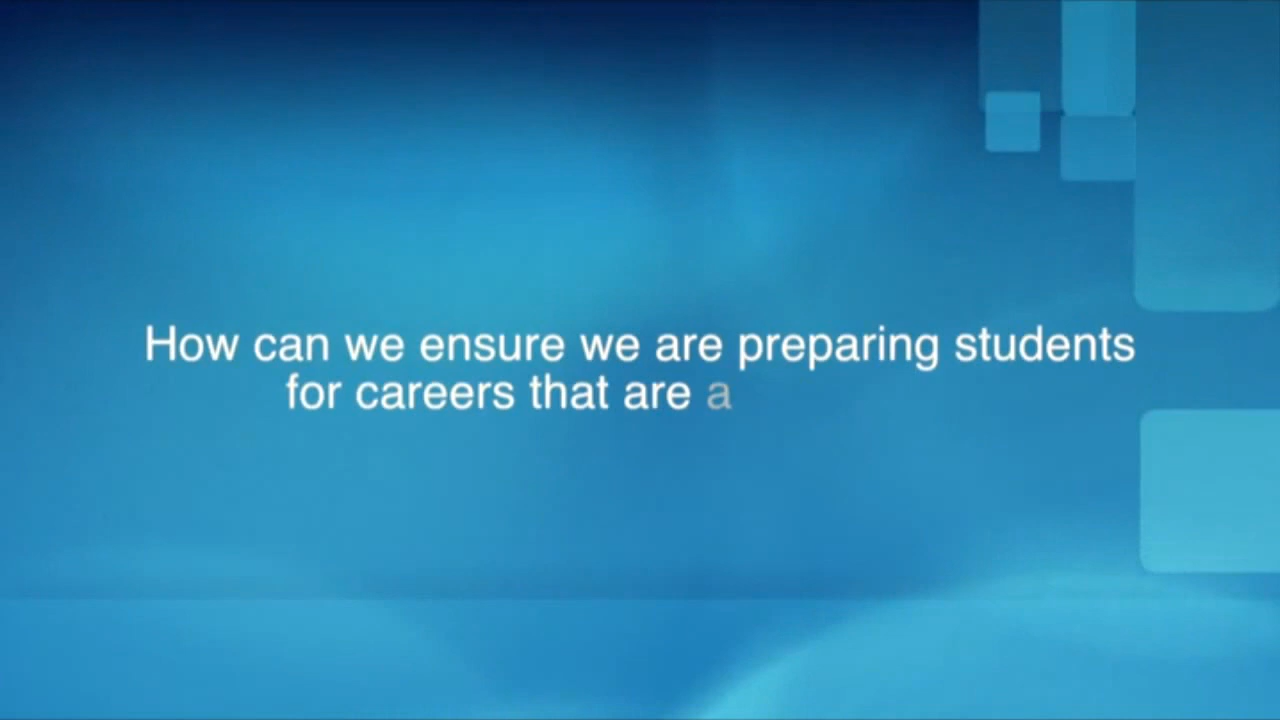 How can we ensure we are preparing students
for careers that are a